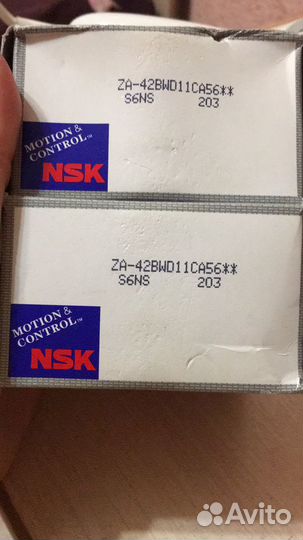 ZA-42BWD11CA56**
S6NS 203
MOTION &
CONTROL™
NSK
ZA-42BWD11CA56**
S6NS 203
MOTION &
CONTROL™
NSK
Avito